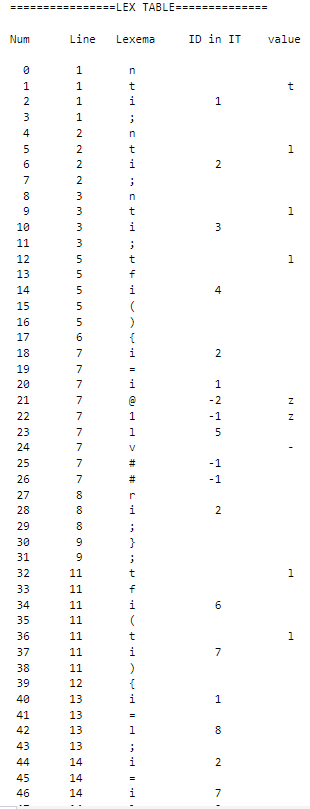 ================LEX TABLE==============
Num Line Lexema ID in IT value
0 1 n
1 1 t t
2 1 i 1
3 1 ;
4 2 n
5 2 t l
6 2 i 2
7 2 ;
8 3 n
9 3 t l
10 3 i 3
11 3 ;
12 5 t l
13 5 f
14 5 i 4
15 5 (
16 5 )
17 6 {
18 7 i 2
19 7 =
20 7 i 1
21 7 @ -2 z
22 7 l -1 z
23 7 l 5
24 7 v -
25 7 # -1
26 7 # -1
27 8 r
28 8 i 2
29 8 ;
30 9 }
31 9 ;
32 11 t l
33 11 f
34 11 i 6
35 11 (
36 11 t l
37 11 i 7
38 11 )
39 12 {
40 13 i 1
41 13 =
42 13 l 8
43 13 ;
44 14 i 2
45 14 =
46 14 i 7